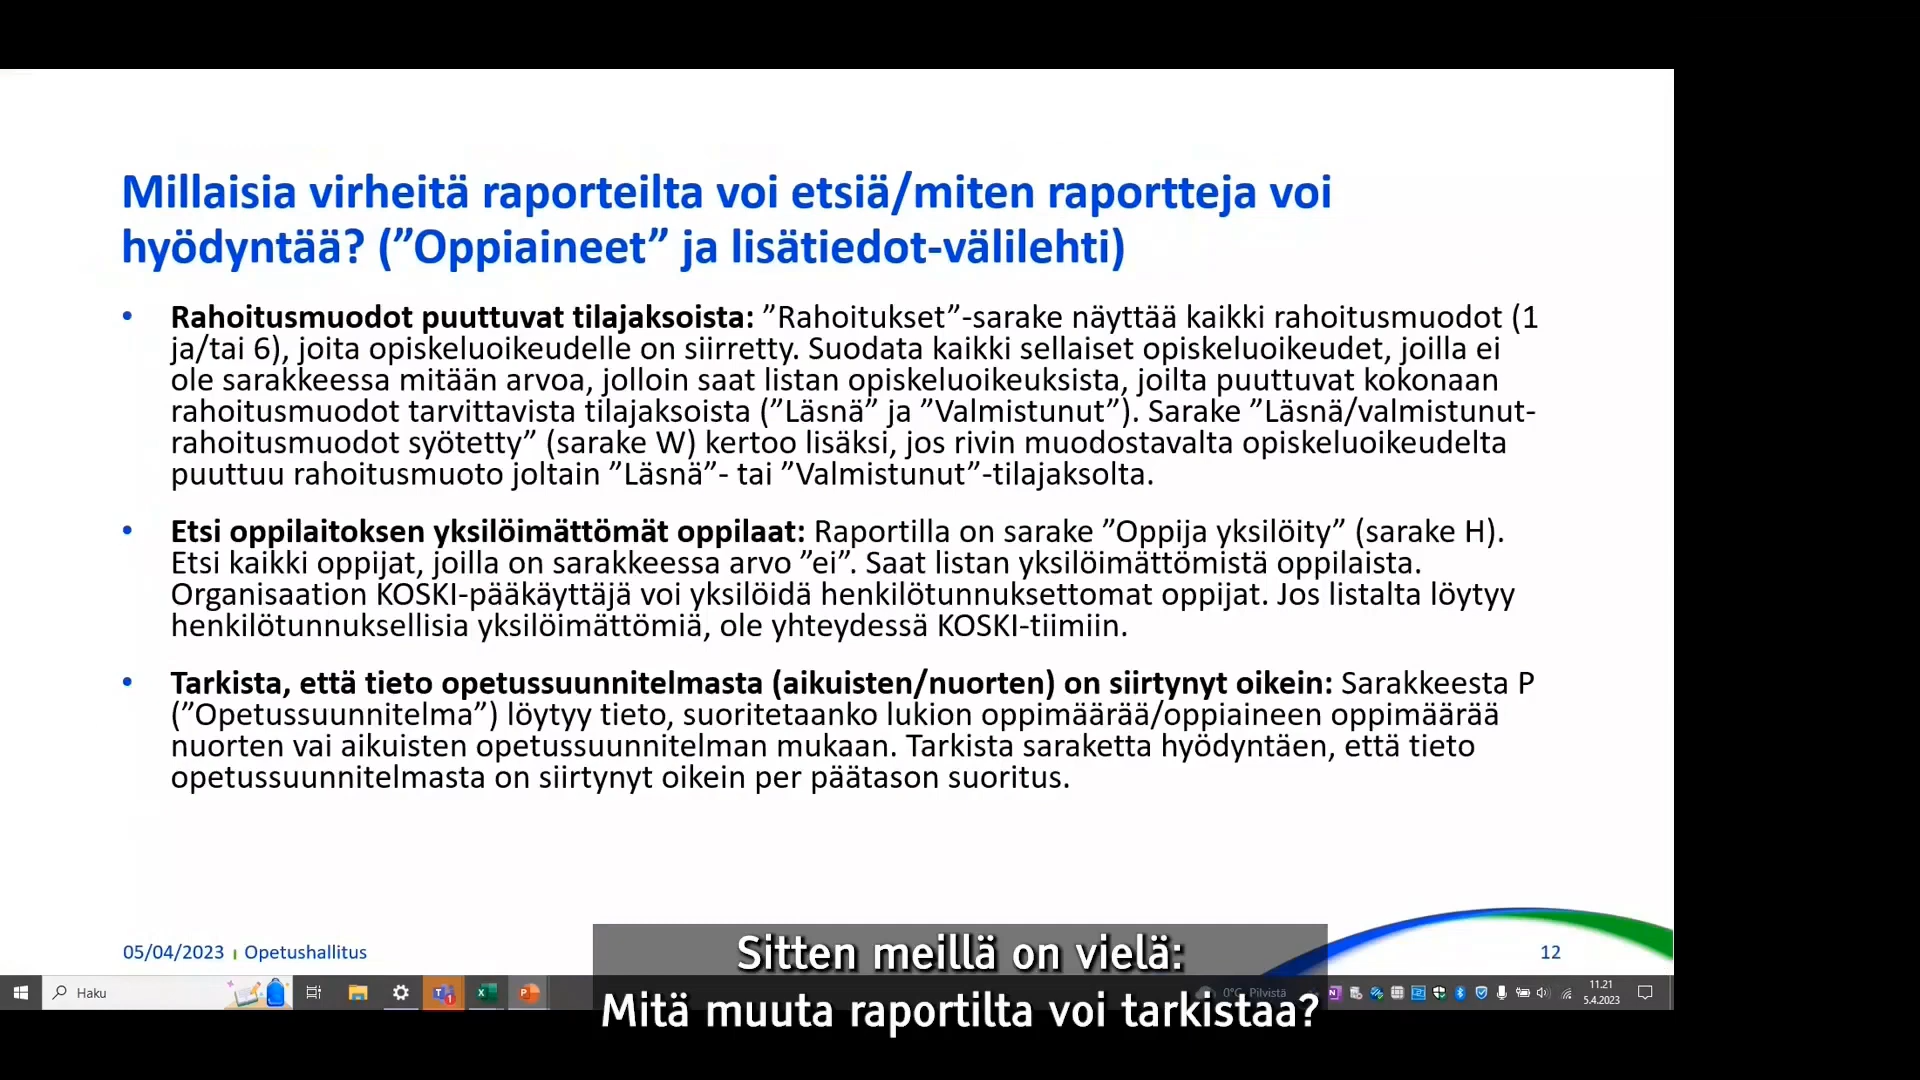 Millaisia virheitä raporteilta voi etsiä/miten raportteja voi
hyödyntää? (”Oppiaineet” ja lisätiedot-välilehti)
• Rahoitusmuodot puuttuvat tilajaksoista: ”Rahoitukset”-sarake näyttää kaikki rahoitusmuodot (1
ja/tai 6), joita opiskeluoikeudelle on siirretty. Suodata kaikki sellaiset opiskeluoikeudet, joilla ei
ole sarakkeessa mitään arvoa, jolloin saat listan opiskeluoikeuksista, joilta puuttuvat kokonaan
rahoitusmuodot tarvittavista tilajaksoista (”Läsnä” ja ”Valmistunut”). Sarake ”Läsnä/valmistunut-
rahoitusmuodot syötetty” (sarake W) kertoo lisäksi, jos rivin muodostavalta opiskeluoikeudelta
puuttuu rahoitusmuoto joltain ”Läsnä”- tai ”Valmistunut”-tilajaksolta.
• Etsi oppilaitoksen yksilöimättömät oppilaat: Raportilla on sarake ”Oppija yksilöity” (sarake H).
Etsi kaikki oppijat, joilla on sarakkeessa arvo ”ei”. Saat listan yksilöimättömistä oppilaista.
Organisaation KOSKI-pääkäyttäjä voi yksilöidä henkilötunnuksettomat oppijat. Jos listalta löytyy
henkilötunnuksellisia yksilöimättömiä, ole yhteydessä KOSKI-tiimiin.
• Tarkista, että tieto opetussuunnitelmasta (aikuisten/nuorten) on siirtynyt oikein: Sarakkeesta P
(”Opetussuunnitelma”) löytyy tieto, suoritetaanko lukion oppimäärää/oppiaineen oppimäärää
nuorten vai aikuisten opetussuunnitelman mukaan. Tarkista saraketta hyödyntäen, että tieto
opetussuunnitelmasta on siirtynyt oikein per päätason suoritus.
05/04/2023 | Opetushallitus
12
Sitten meillä on vielä:
Mitä muuta raportilta voi tarkistaa?
Haku
0°C Pilvistä
11.21
5.4.2023